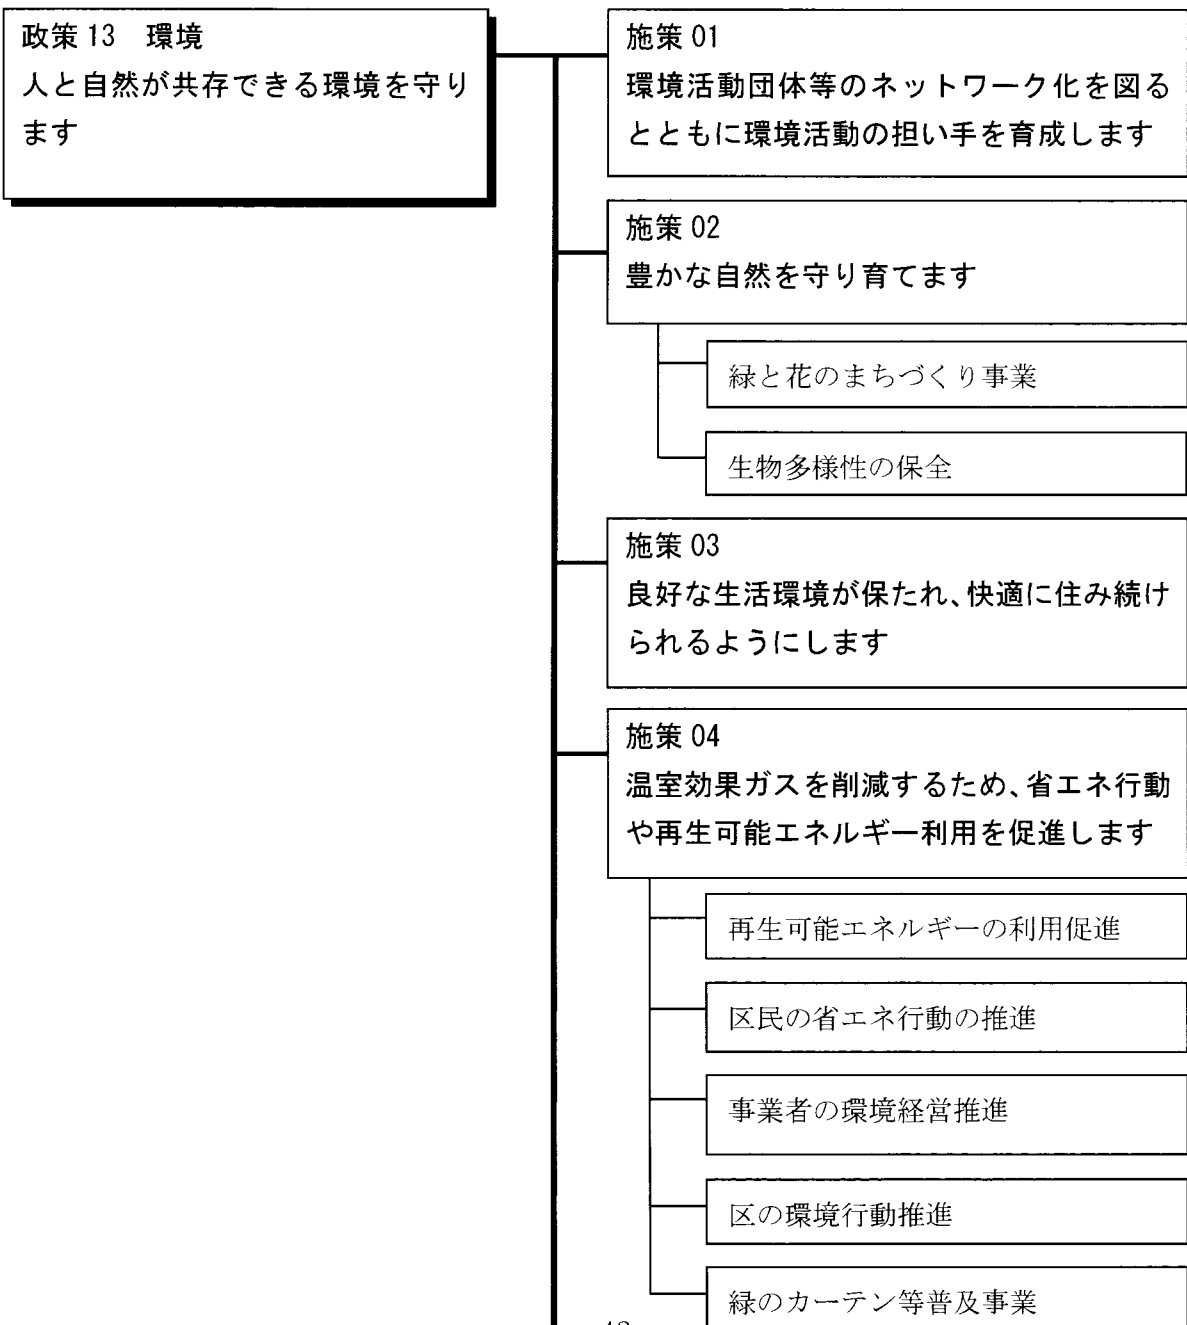 政策 13　環境
人と自然が共存できる環境を守り
ます
施策 01
環境活動団体等のネットワーク化を図る
とともに環境活動の担い手を育成します
施策 02
豊かな自然を守り育てます
緑と花のまちづくり事業
生物多様性の保全
施策 03
良好な生活環境が保たれ、快適に住み続け
られるようにします
施策 04
温室効果ガスを削減するため、省エネ行動
や再生可能エネルギー利用を促進します
再生可能エネルギーの利用促進
区民の省エネ行動の推進
事業者の環境経営推進
区の環境行動推進
緑のカーテン等普及事業